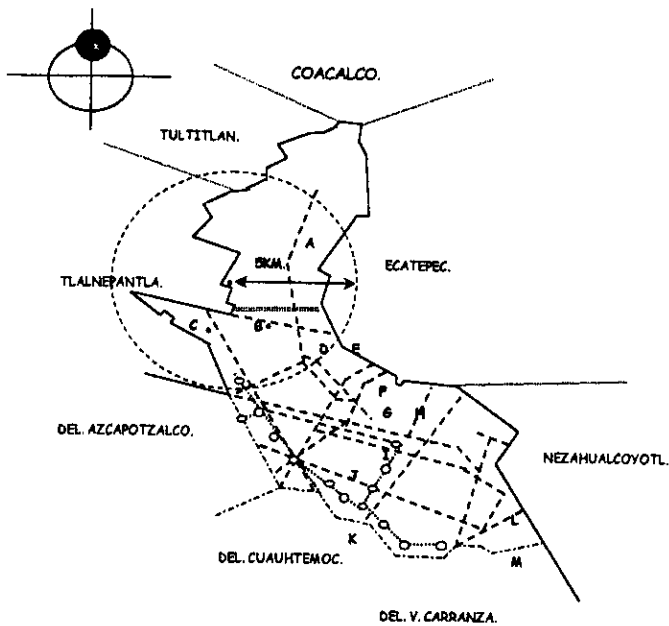 COACALCO.
TULTITLAN.
A
5KM.
ECATEPEC.
TLALNEPANTLA.
C
D
E
F
G
H
DEL. AZCAPOTZALCO.
I
NEZAHUALCOYOTL.
J
L
K
M
DEL. CUAUHTEMOC.
DEL. V. CARRANZA.